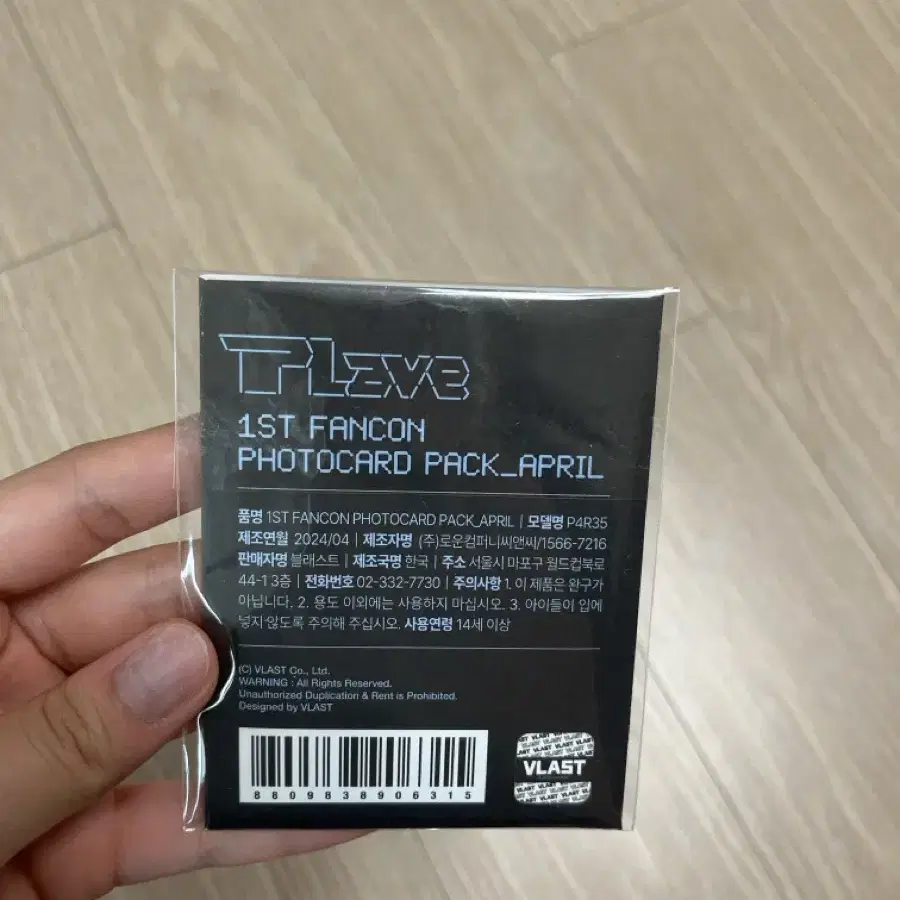 PLave
1ST FANCON
PHOTOCARD PACK_APRIL
품명 1ST FANCON PHOTOCARD PACK_APRIL | 모델명 P4R35
제조연월 2024/04 | 제조자명 (주)로운컴퍼니씨앤씨/1566-7216
판매자명 블래스트 | 제조국명 한국 | 주소 서울시 마포구 월드컵북로
44-1 3층 | 전화번호 02-332-7730 | 주의사항 1. 이 제품은 완구가
아닙니다. 2. 용도 이외에는 사용하지 마십시오. 3. 아이들이 입에
넣지 않도록 주의해 주십시오. 사용연령 14세 이상
(C) VLAST Co., Ltd.
WARNING : All Rights Reserved.
Unauthorized Duplication & Rent is Prohibited.
Designed by VLAST
8809838906315
VLAST